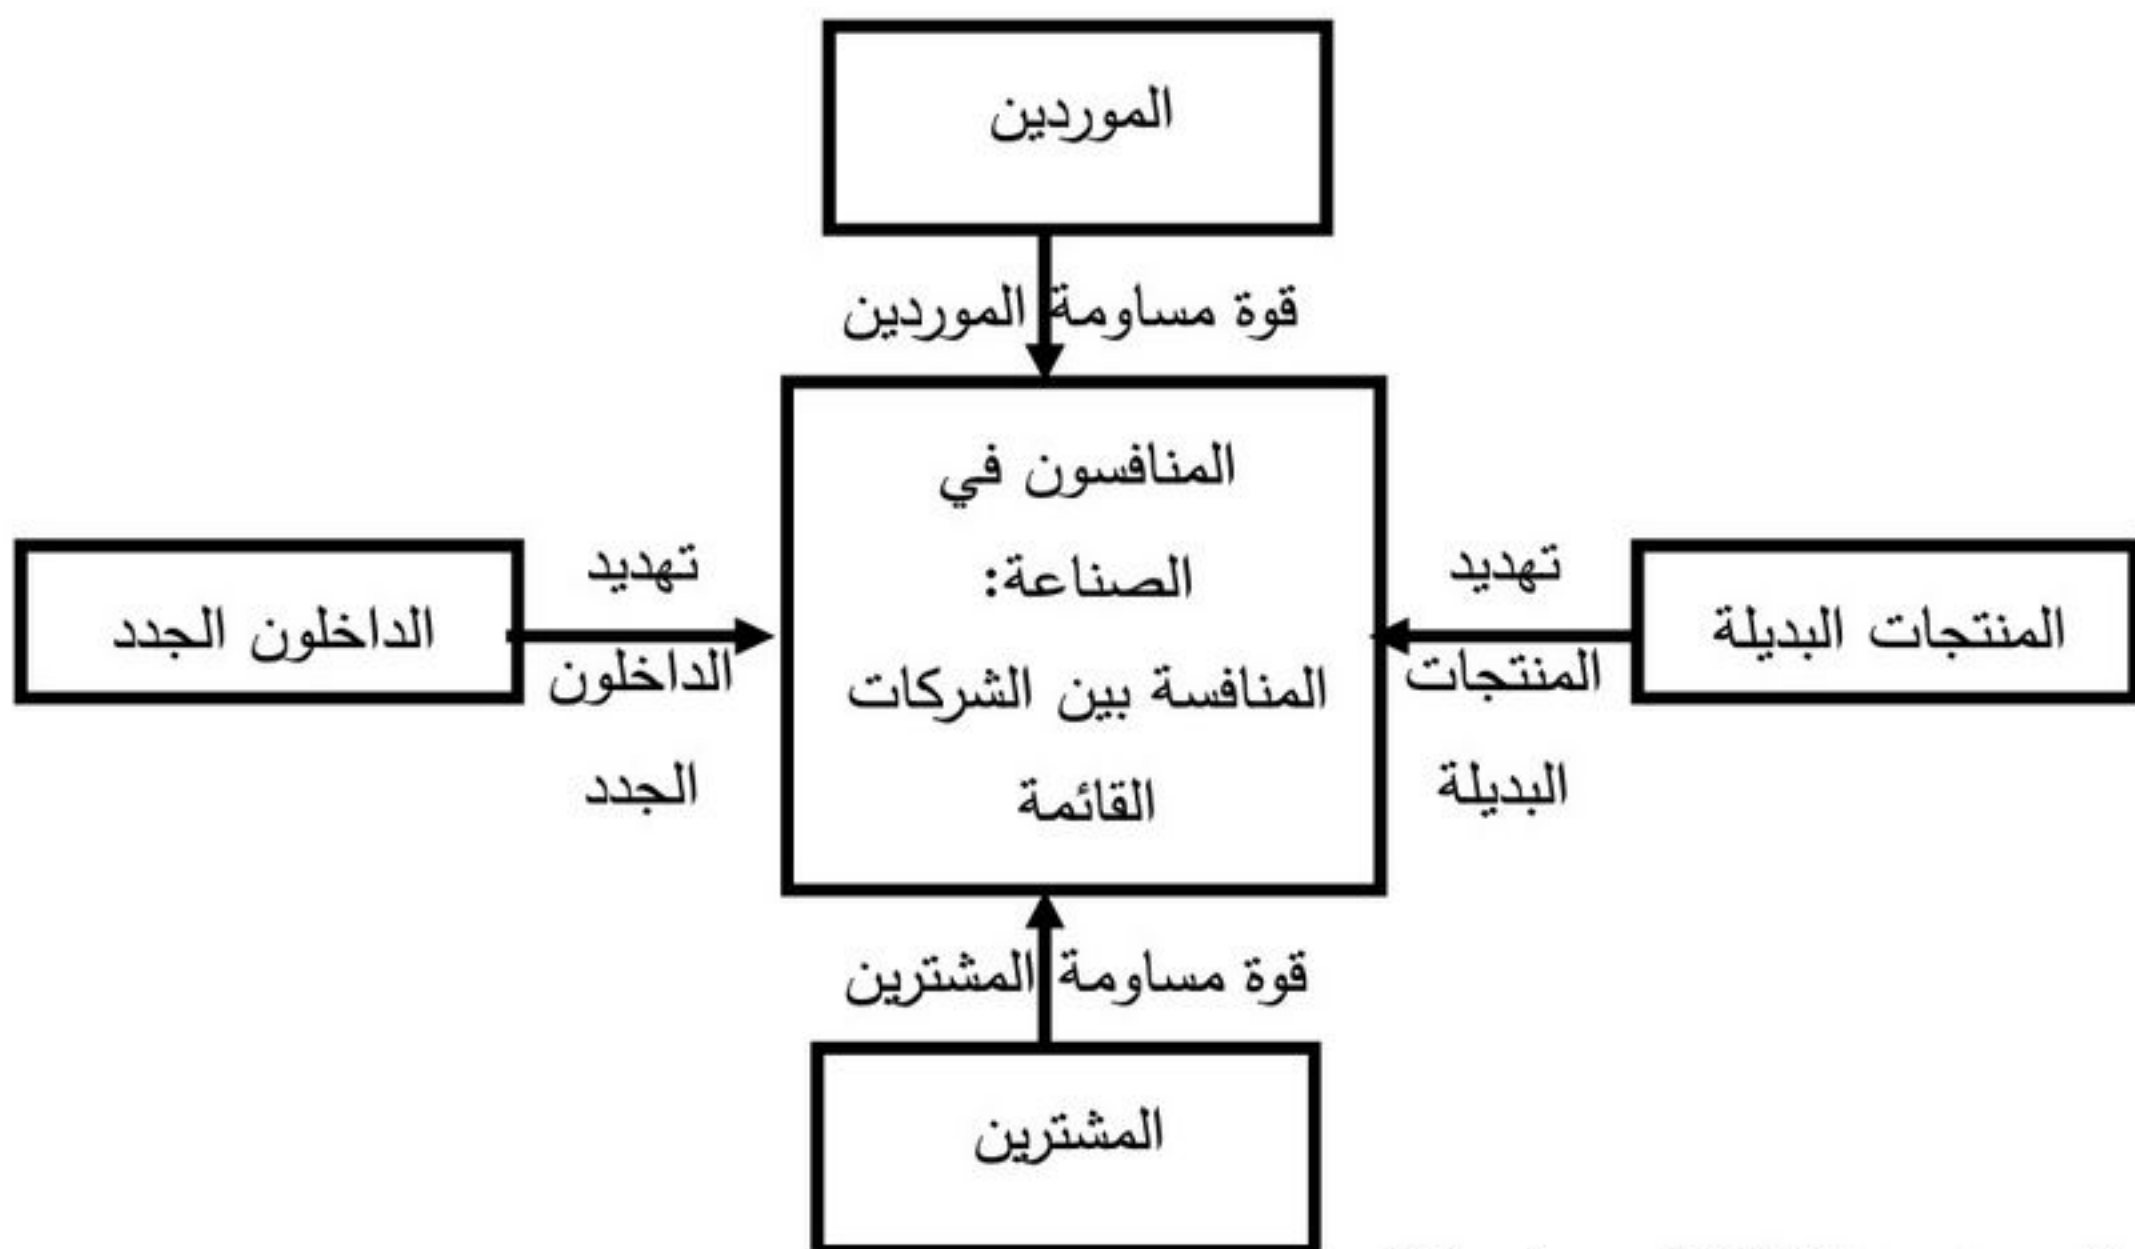 الموردين
قوة مساومة الموردين
المنافسون في
الصناعة:
المنافسة بين الشركات
القائمة
المنتجات البديلة
تهديد
المنتجات
البديلة
تهديد
الداخلون
الجدد
الداخلون الجدد
قوة مساومة المشترين
المشترين